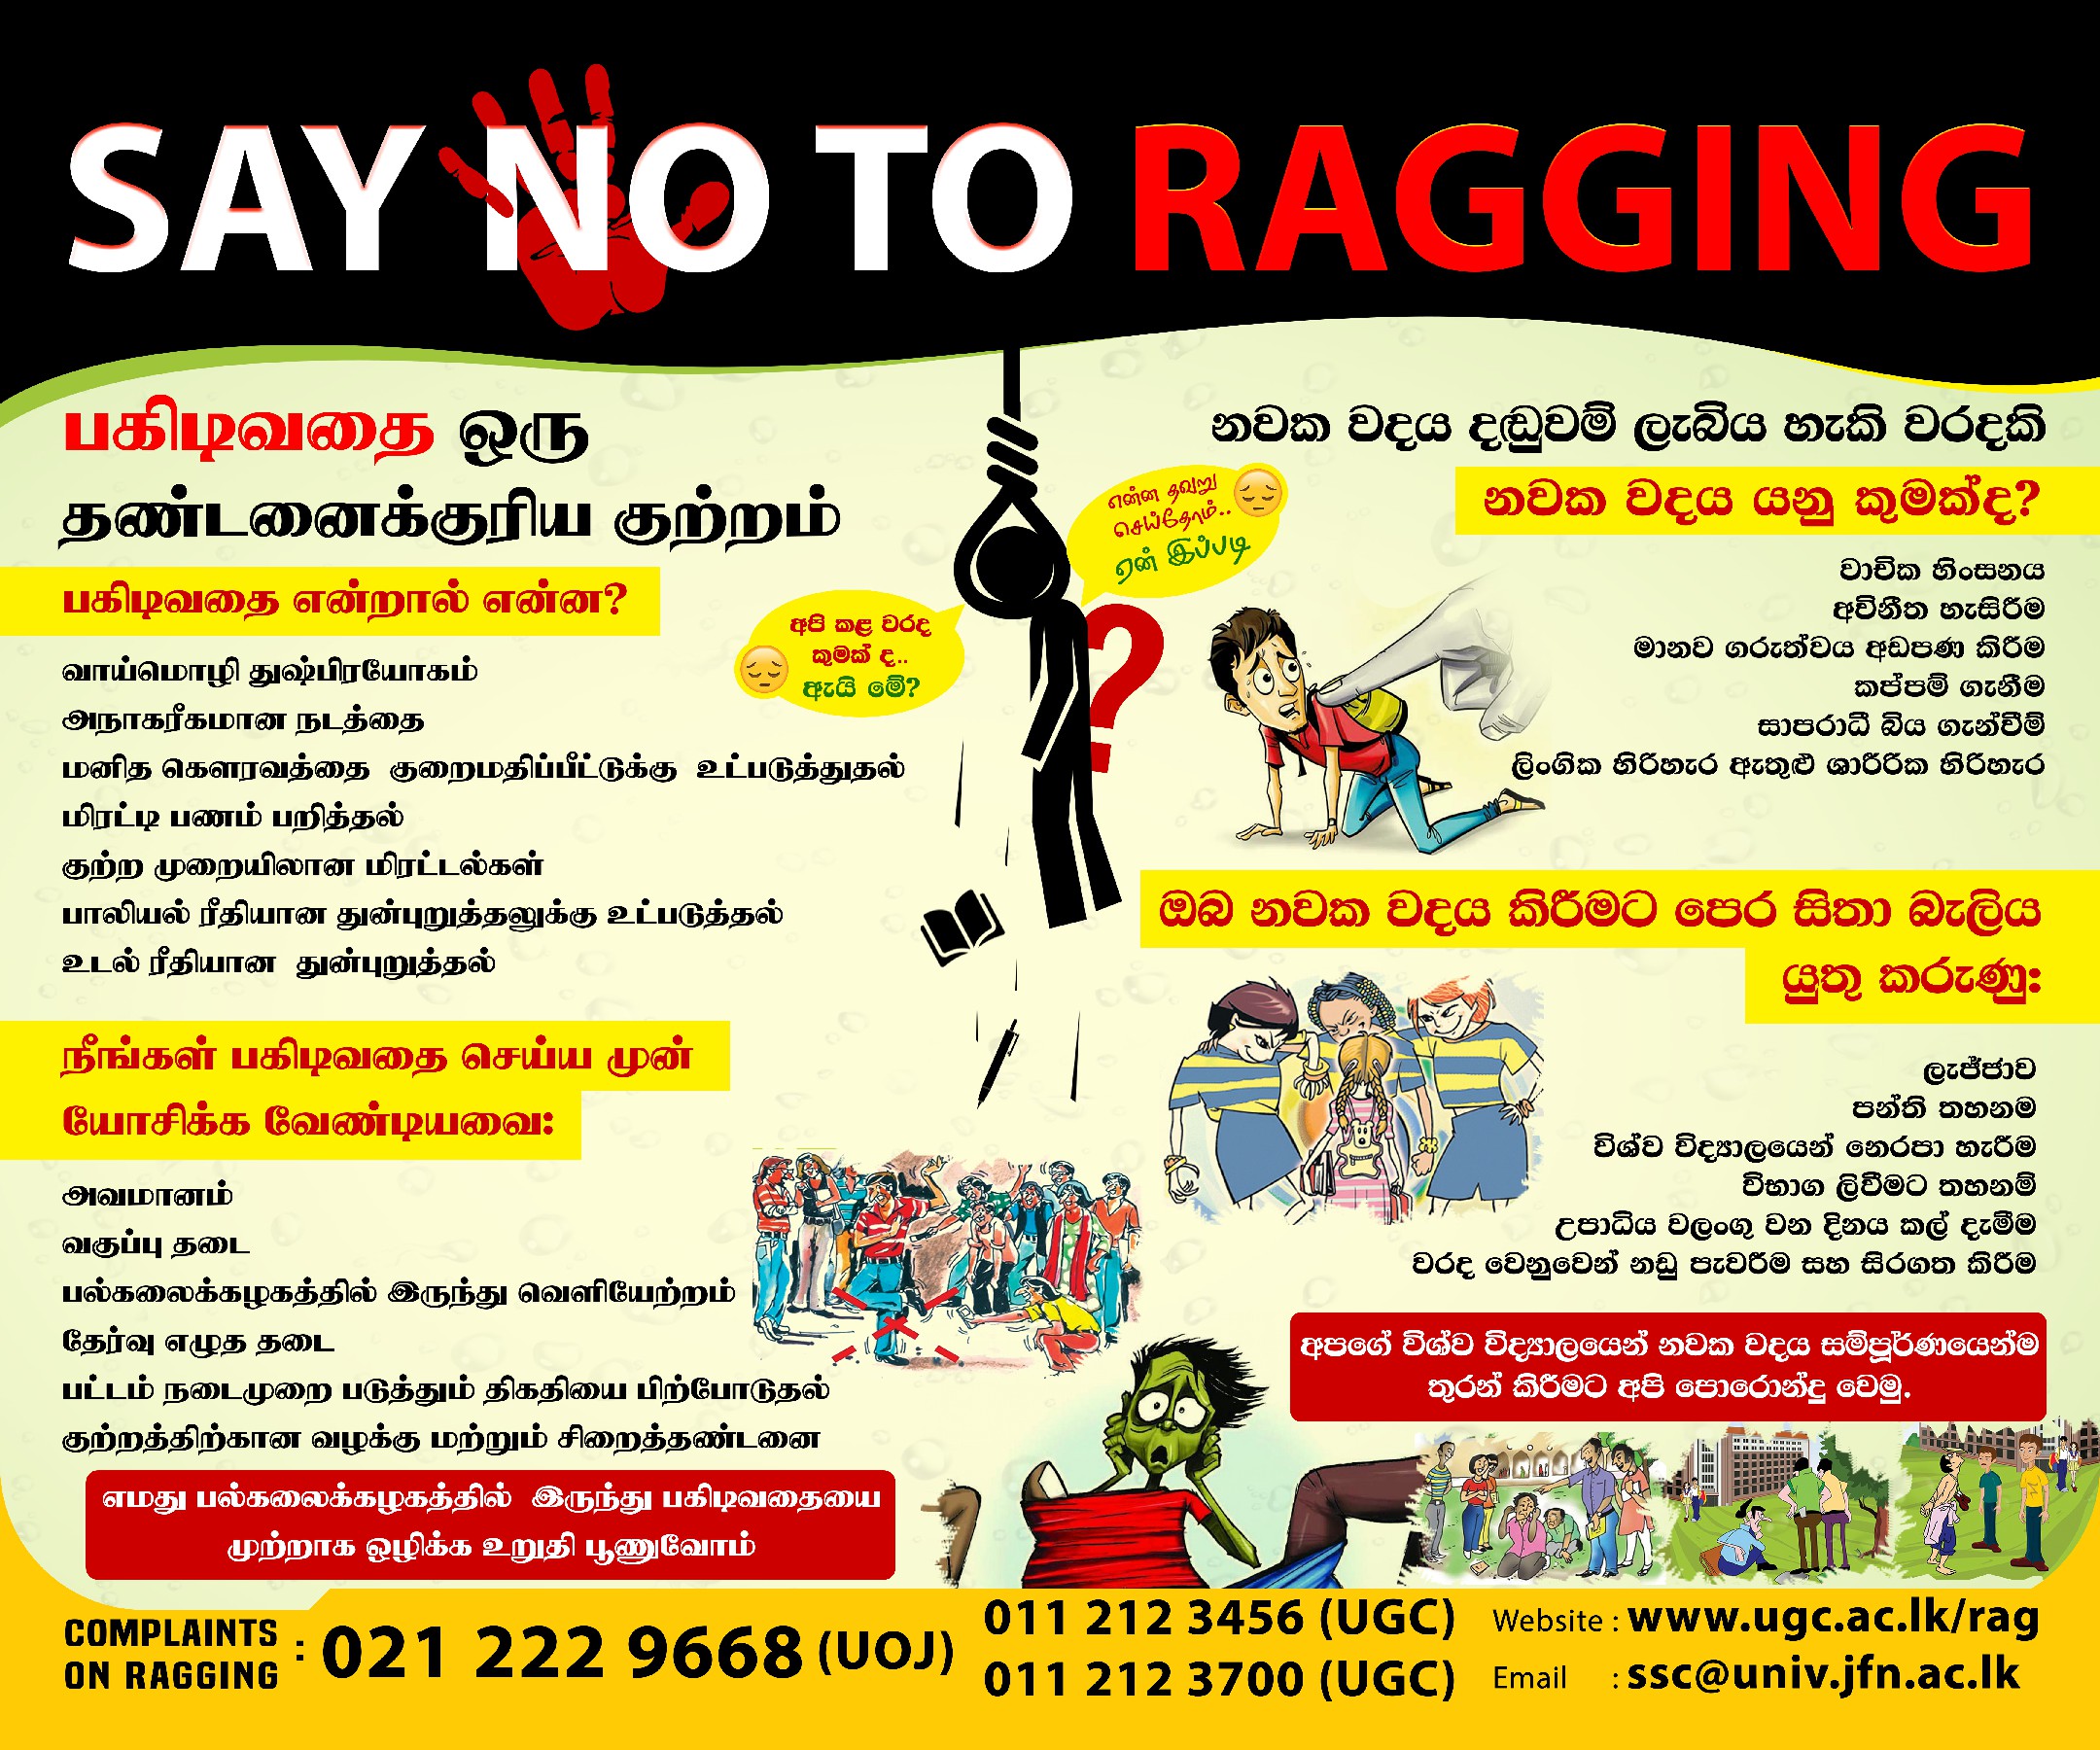 SAY NO TO RAGGING
பகிடிவதை ஒரு
தண்டனைக்குரிய குற்றம்
பகிடிவதை என்றால் என்ன?
வாய்மொழி துஷ்பிரயோகம்
அநாகரீகமான நடத்தை
மனித கௌரவத்தை குறைமதிப்பீட்டுக்கு உட்படுத்துதல்
மிரட்டி பணம் பறித்தல்
குற்ற முறையிலான மிரட்டல்கள்
பாலியல் ரீதியான துன்புறுத்தலுக்கு உட்படுத்தல்
உடல் ரீதியான துன்புறுத்தல்
நீங்கள் பகிடிவதை செய்ய முன்
யோசிக்க வேண்டியவை:
அவமானம்
வகுப்பு தடை
பல்கலைக்கழகத்தில் இருந்து வெளியேற்றம்
தேர்வு எழுத தடை
பட்டம் நடைமுறை படுத்தும் திகதியை பிற்போடுதல்
குற்றத்திற்கான வழக்கு மற்றும் சிறைத்தண்டனை
எமது பல்கலைக்கழகத்தில் இருந்து பகிடிவதையை
முற்றாக ஒழிக்க உறுதி பூணுவோம்
என்ன தவறு
செய்தோம்..
ஏன் இப்படி
අපි කළ වරද
කුමක් ද..
ඇයි මේ?
?
නවක වදය දඬුවම් ලැබිය හැකි වරදකි
නවක වදය යනු කුමක්ද?
වාචික හිංසනය
අවිනීත හැසිරීම
මානව ගරුත්වය අඩපණ කිරීම
කප්පම් ගැනීම
සාපරාධී බිය ගැන්වීම්
ලිංගික හිරිහැර ඇතුළු ශාරීරික හිරිහැර
ඔබ නවක වදය කිරීමට පෙර සිතා බැලිය
යුතු කරුණු:
ලැජ්ජාව
පන්ති තහනම
විශ්ව විද්‍යාලයෙන් නෙරපා හැරීම
විභාග ලිවීමට තහනම්
උපාධිය වලංගු වන දිනය කල් දැමීම
වරද වෙනුවෙන් නඩු පැවරීම සහ සිරගත කිරීම
අපගේ විශ්ව විද්‍යාලයෙන් නවක වදය සම්පූර්ණයෙන්ම
තුරන් කිරීමට අපි පොරොන්දු වෙමු.
COMPLAINTS
ON RAGGING : 021 222 9668 (UOJ)
011 212 3456 (UGC)
011 212 3700 (UGC)
Website : www.ugc.ac.lk/rag
Email : ssc@univ.jfn.ac.lk